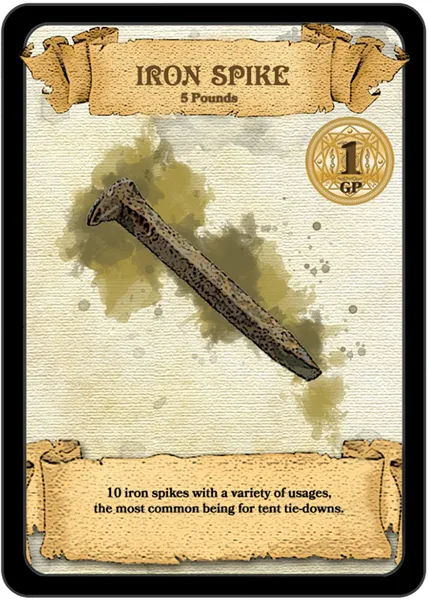 IRON SPIKE
5 Pounds
1
GP
10 iron spikes with a variety of usages,
the most common being for tent tie-downs.